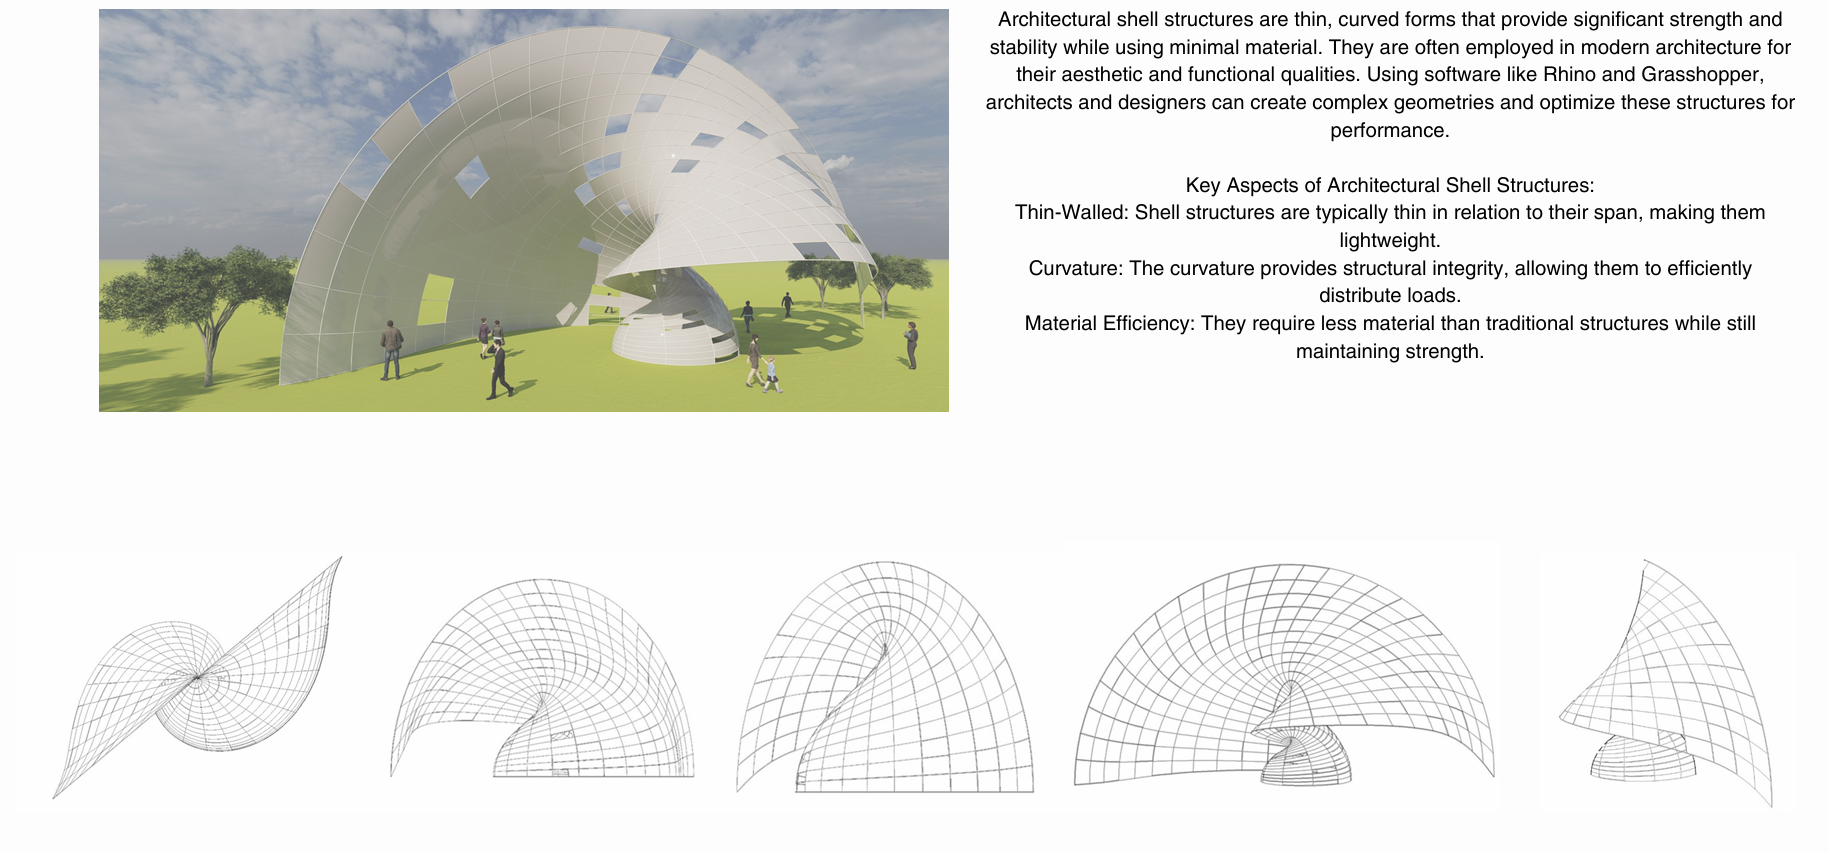 Architectural shell structures are thin, curved forms that provide significant strength and
stability while using minimal material. They are often employed in modern architecture for
their aesthetic and functional qualities. Using software like Rhino and Grasshopper,
architects and designers can create complex geometries and optimize these structures for
performance.
Key Aspects of Architectural Shell Structures:
Thin-Walled: Shell structures are typically thin in relation to their span, making them
lightweight.
Curvature: The curvature provides structural integrity, allowing them to efficiently
distribute loads.
Material Efficiency: They require less material than traditional structures while still
maintaining strength.